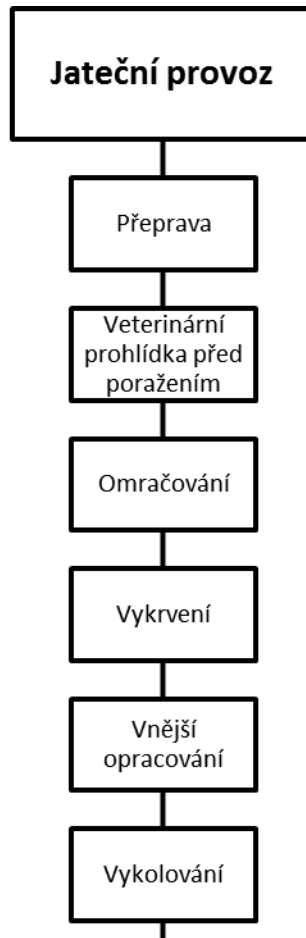 Jateční provoz
Přeprava
Veterinární
prohlídka před
poražením
Omračování
Vykrvení
Vnější
opracování
Vykolování